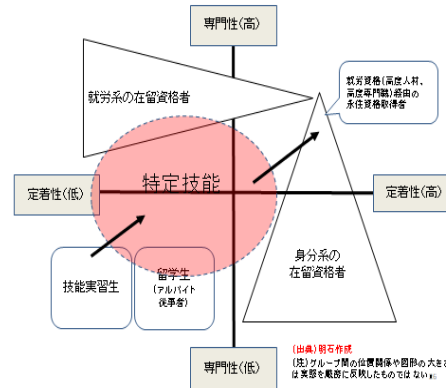 専門性(高)
就労系の在留資格者
就労資格(高度人材、
高度専門職)経由の
永住資格取得者
特定技能
定着性(低)
定着性(高)
技能実習生
留学生
(アルバイト
従事者)
身分系の
在留資格者
専門性(低)
(出典)明石作成
(注)グループ間の位置関係や図形の大きさ
は実態を厳密に反映したものではない。